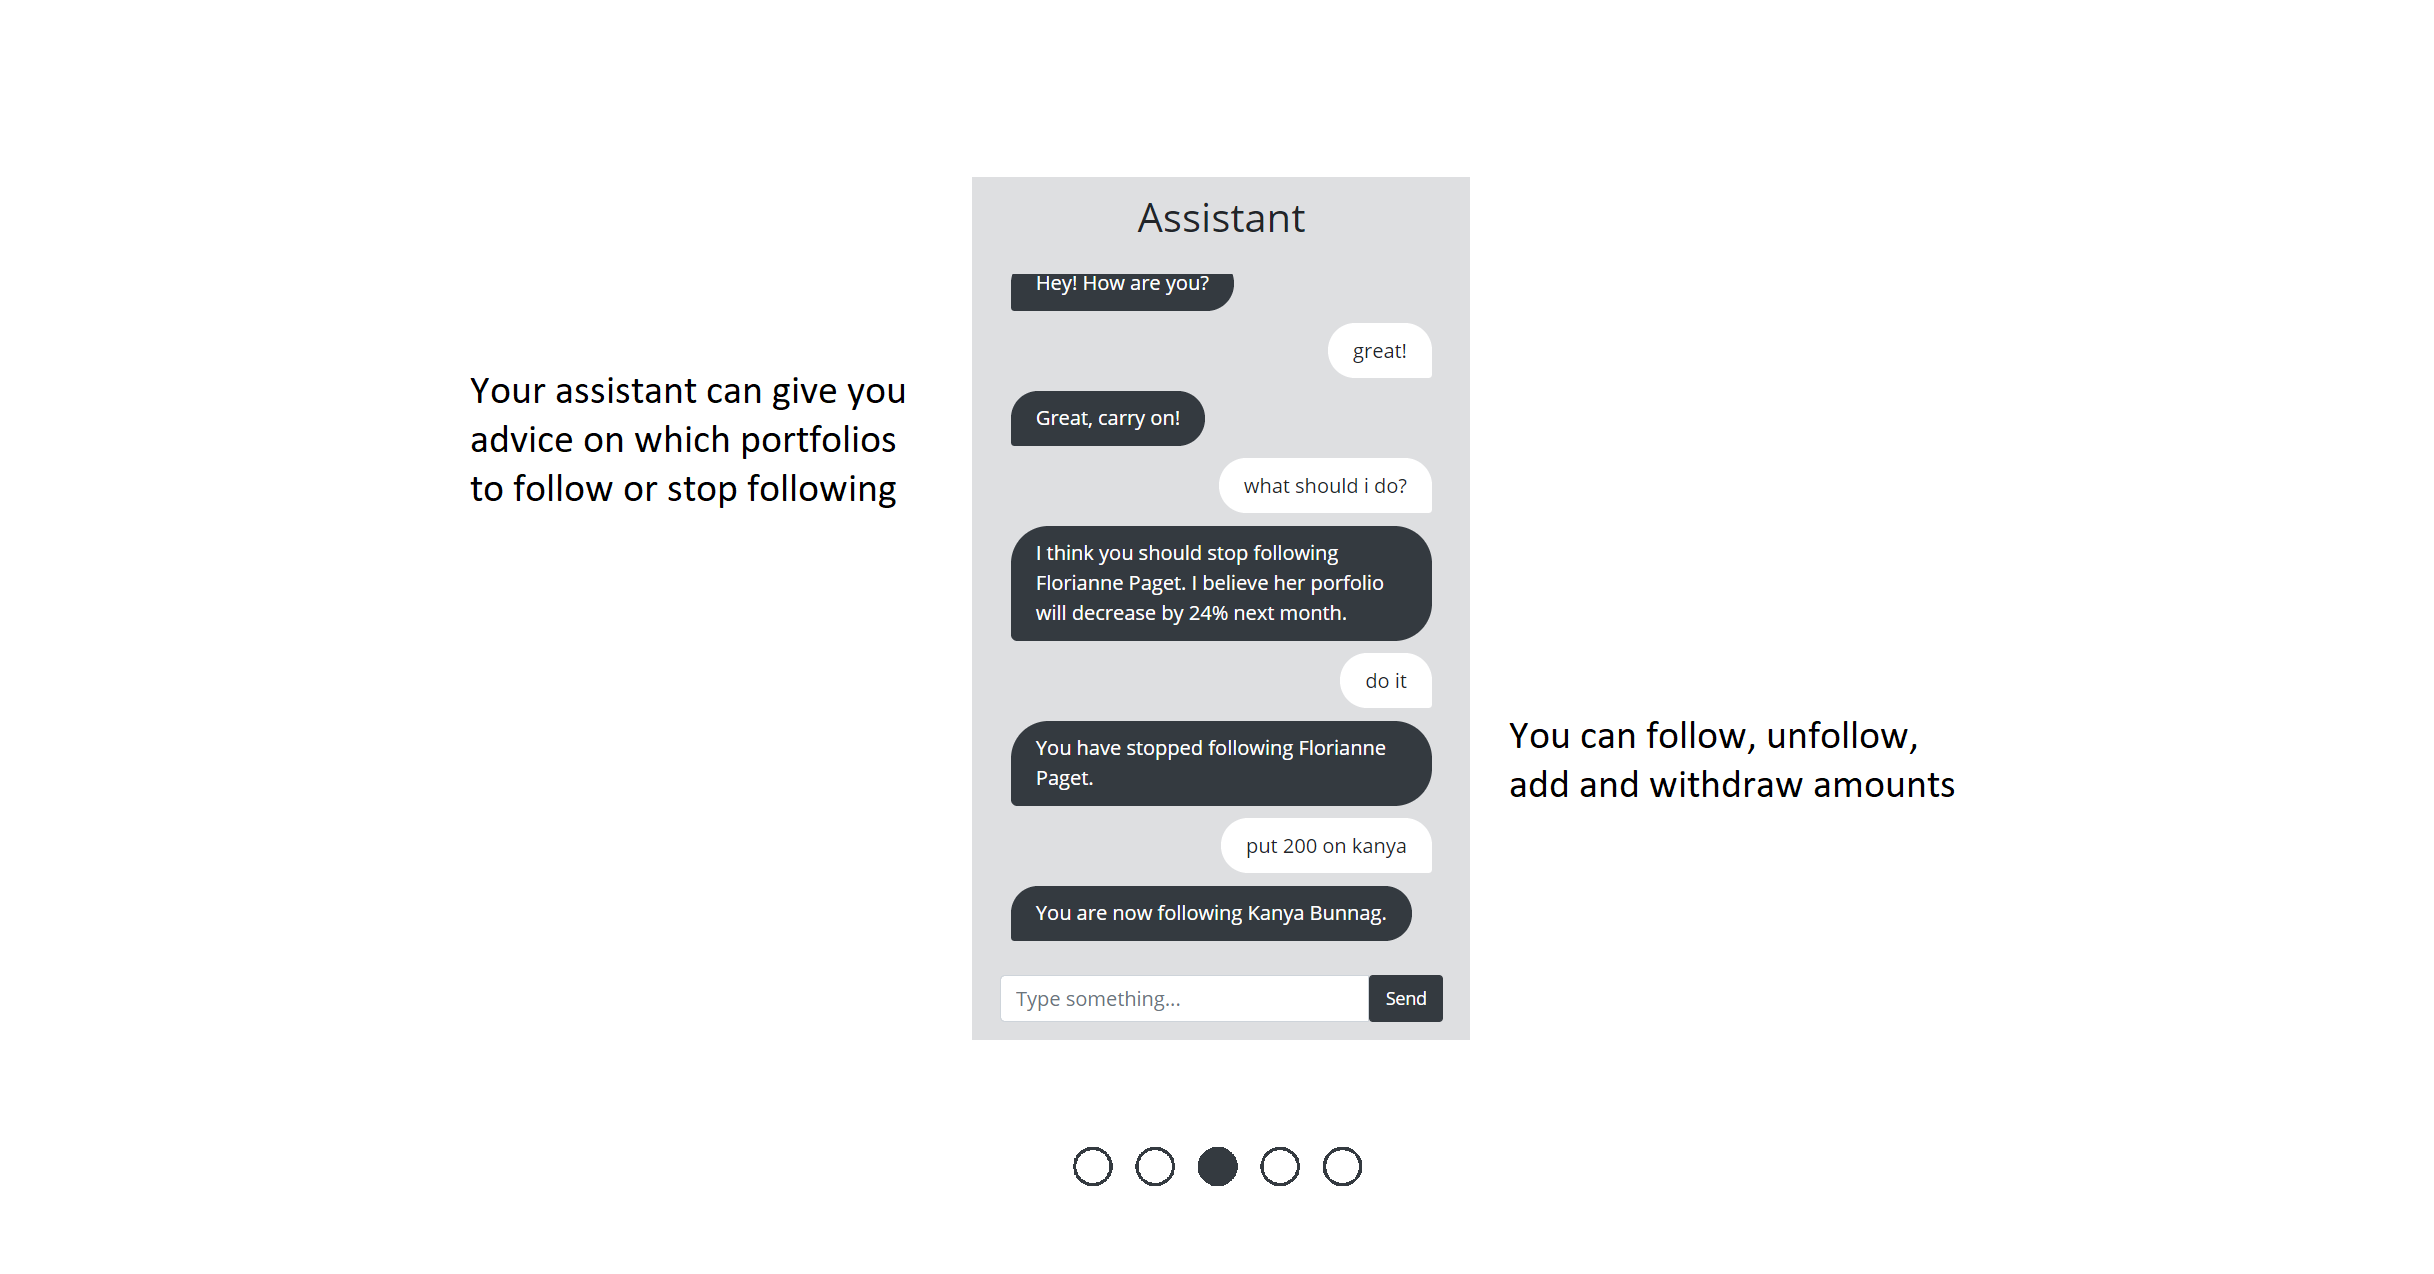 Assistant
Hey! How are you?
great!
Your assistant can give you
advice on which portfolios
to follow or stop following
Great, carry on!
what should i do?
I think you should stop following
Florianne Paget. I believe her porfolio
will decrease by 24% next month.
do it
You have stopped following Florianne
Paget.
You can follow, unfollow,
add and withdraw amounts
put 200 on kanya
You are now following Kanya Bunnag.
Type something...
Send